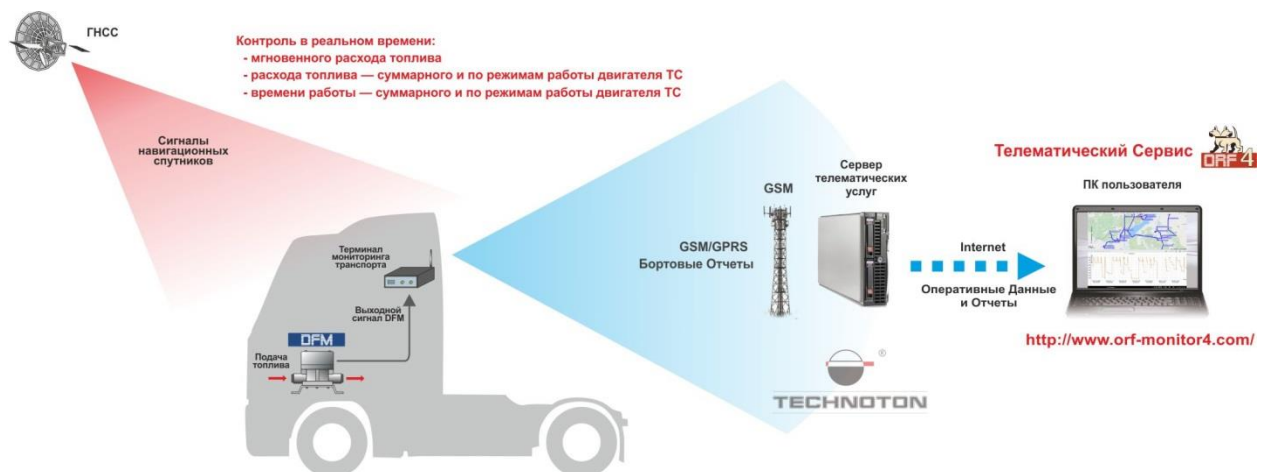 ГНСС
Контроль в реальном времени:
- мгновенного расхода топлива
- расхода топлива — суммарного и по режимам работы двигателя ТС
- времени работы — суммарного и по режимам работы двигателя ТС
Сигналы
навигационных
спутников
Терминал
мониторинга
транспорта
Выходной
сигнал DFM
DFM
Подача
топлива
GSM/GPRS
Бортовые Отчеты
GSM
Сервер
телематических
услуг
Internet
Оперативные Данные
и Отчеты
Телематический Сервис
ORF 4
ПК пользователя
http://www.orf-monitor4.com/
®
TECHNOTON